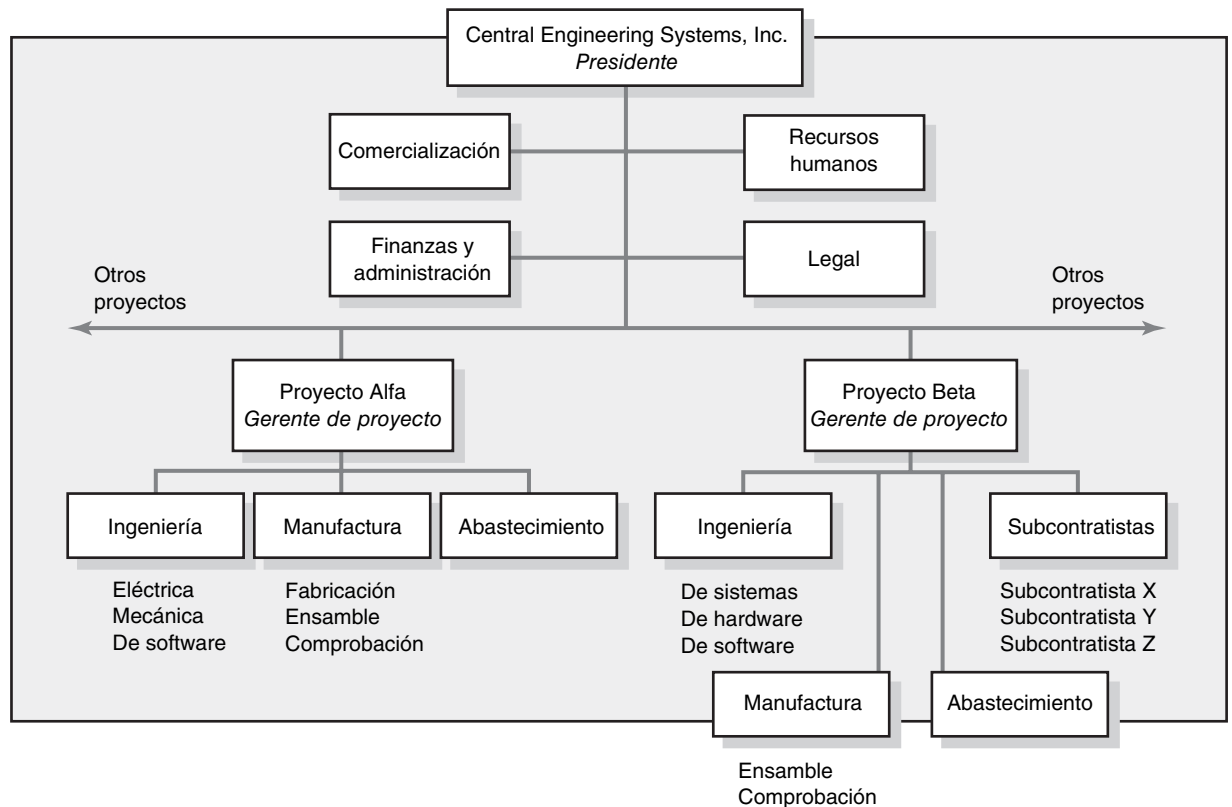 Central Engineering Systems, Inc.
Presidente
Comercialización
Recursos
humanos
Finanzas y
administración
Legal
Otros
proyectos
Otros
proyectos
Proyecto Alfa
Gerente de proyecto
Proyecto Beta
Gerente de proyecto
Ingeniería
Manufactura
Abastecimiento
Ingeniería
Subcontratistas
Eléctrica
Mecánica
De software
Fabricación
Ensamble
Comprobación
De sistemas
De hardware
De software
Subcontratista X
Subcontratista Y
Subcontratista Z
Manufactura
Abastecimiento
Ensamble
Comprobación